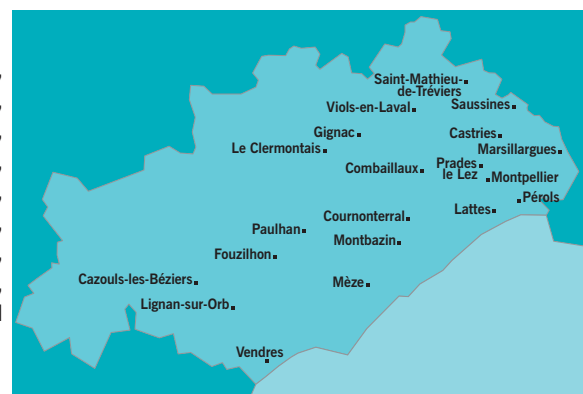 Saint-Mathieu-
de-Tréviers
Viols-en-Laval
Saussines
Gignac
Castries
Le Clermontais
Marsillargues
Combaillaux
Prades
le Lez
Montpellier
Pérols
Lattes
Cournonterral
Paulhan
Montbazin
Fouzilhon
Cazouls-les-Béziers
Mèze
Lignan-sur-Orb
Vendres